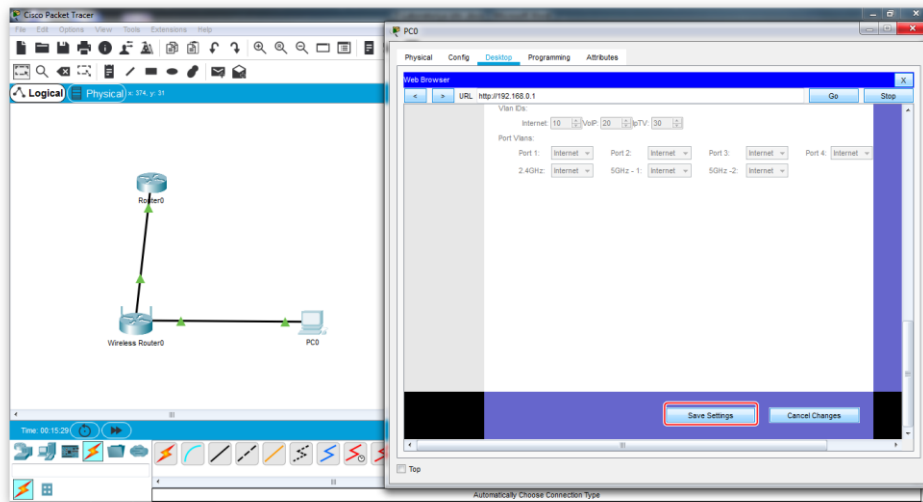 Cisco Packet Tracer
File Edit Options View Tools Extensions Help
Logical Physical x: 374, y: 31
Router0
Wireless Router0
PC0
Time: 00:15:29
Automatically Choose Connection Type
PC0
Physical Config Desktop Programming Attributes
Web Browser X
< > URL http://192.168.0.1 Go Stop
Vlan IDs:
Internet: 10 VoIP: 20 IpTV: 30
Port Vlans:
Port 1: Internet Port 2: Internet Port 3: Internet Port 4: Internet
2.4GHz: Internet 5GHz - 1: Internet 5GHz -2: Internet
Save Settings Cancel Changes
Top